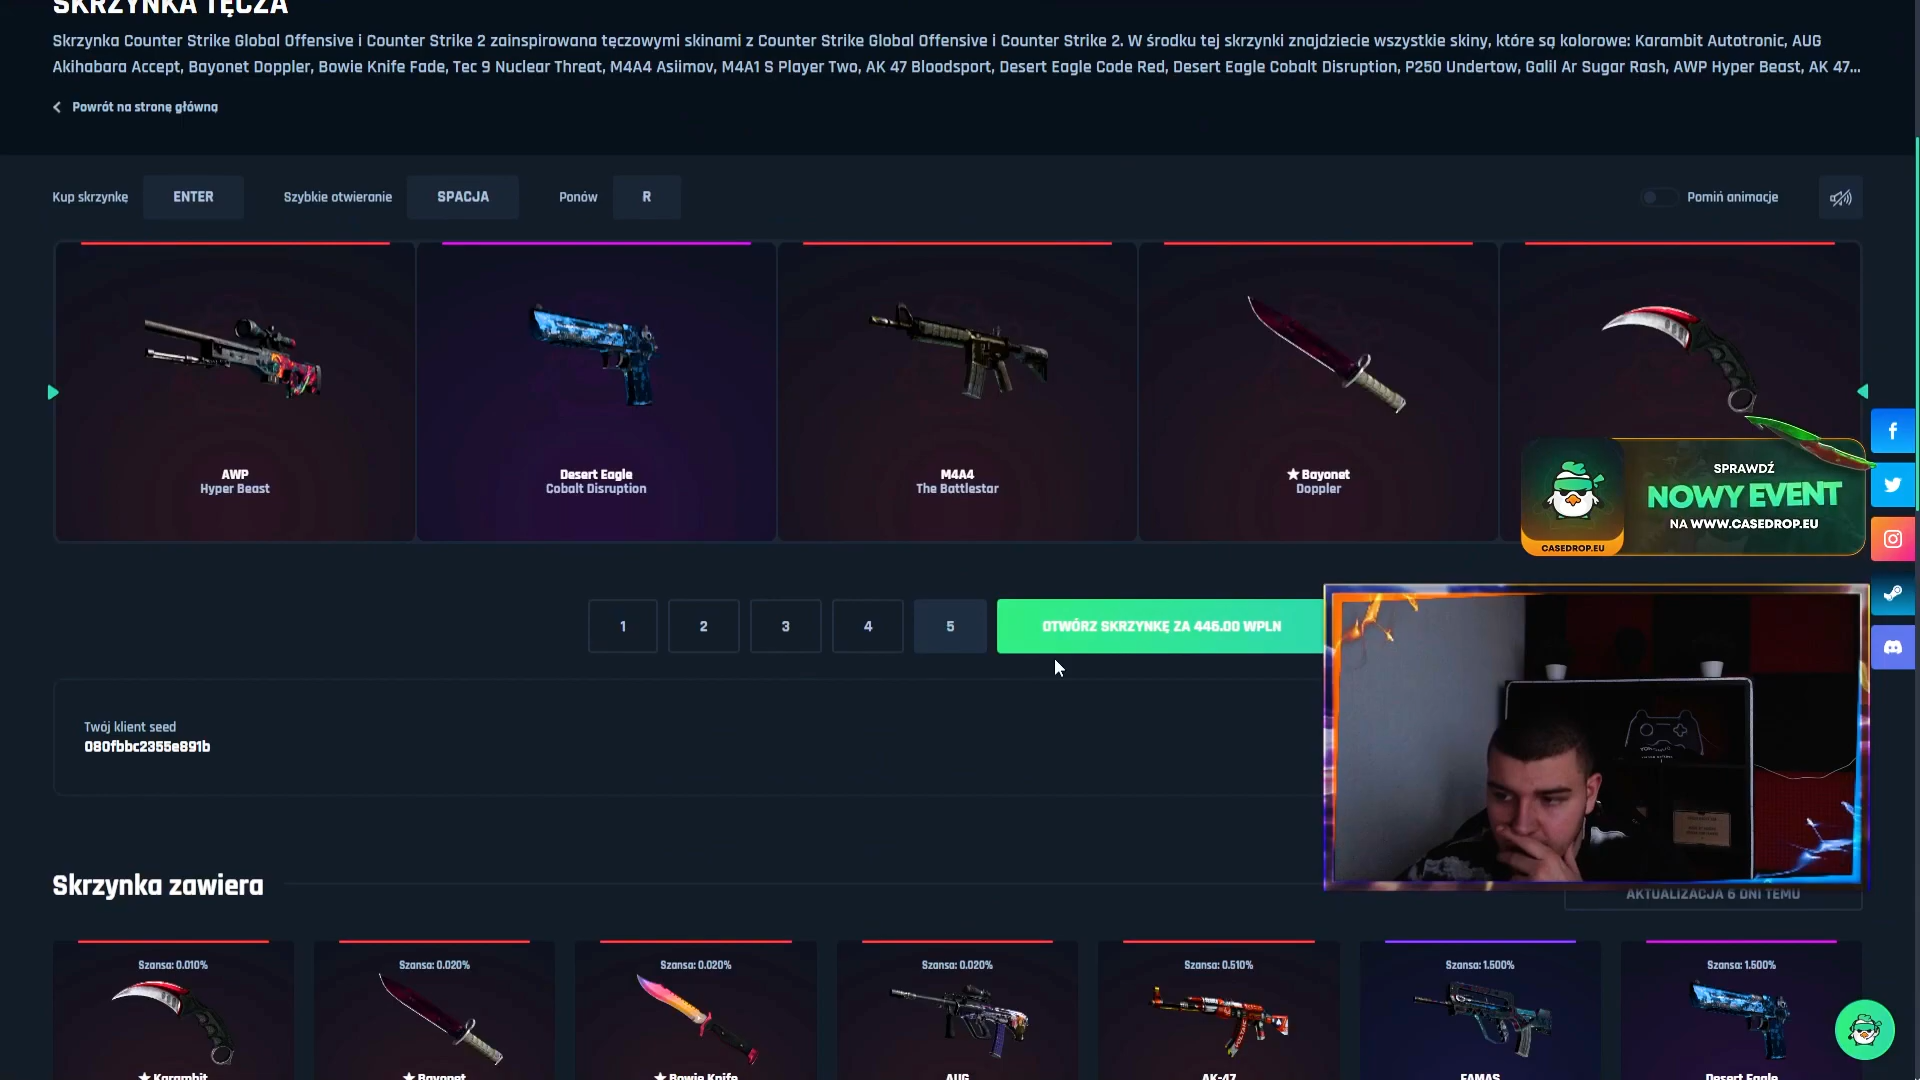 SKRZYNKA TĘCZA
Skrzynka Counter Strike Global Offensive i Counter Strike 2 zainspirowana tęczowymi skinami z Counter Strike Global Offensive i Counter Strike 2. W środku tej skrzynki znajdziecie wszystkie skiny, które są kolorowe: Karambit Autotronic, AUG
Akihabara Accept, Bayonet Doppler, Bowie Knife Fade, Tec 9 Nuclear Threat, M4A4 Asiimov, M4A1 S Player Two, AK 47 Bloodsport, Desert Eagle Code Red, Desert Eagle Cobalt Disruption, P250 Undertow, Galil Ar Sugar Rash, AWP Hyper Beast, AK 47...
Powrót na stronę główną
Kup skrzynkę ENTER Szybkie otwieranie SPACJA Ponów R Pomiń animacje
AWP
Hyper Beast
Desert Eagle
Cobalt Disruption
M4A4
The Battlestar
★ Bayonet
Doppler
SPRAWDŹ
NOWY EVENT
NA WWW.CASEDROP.EU
CASEDROP.EU
1 2 3 4 5 OTWÓRZ SKRZYNKĘ ZA 446.00 WPLN
Twój klient seed
080fbbc2355e891b
Skrzynka zawiera
AKTUALIZACJA 6 DNI TEMU
Szansa: 0.010% Szansa: 0.020% Szansa: 0.020% Szansa: 0.020% Szansa: 0.510% Szansa: 1.500% Szansa: 1.500%
★ Karambit ★ Bayonet ★ Bowie Knife AUG AK-47 FAMAS Desert Eagle